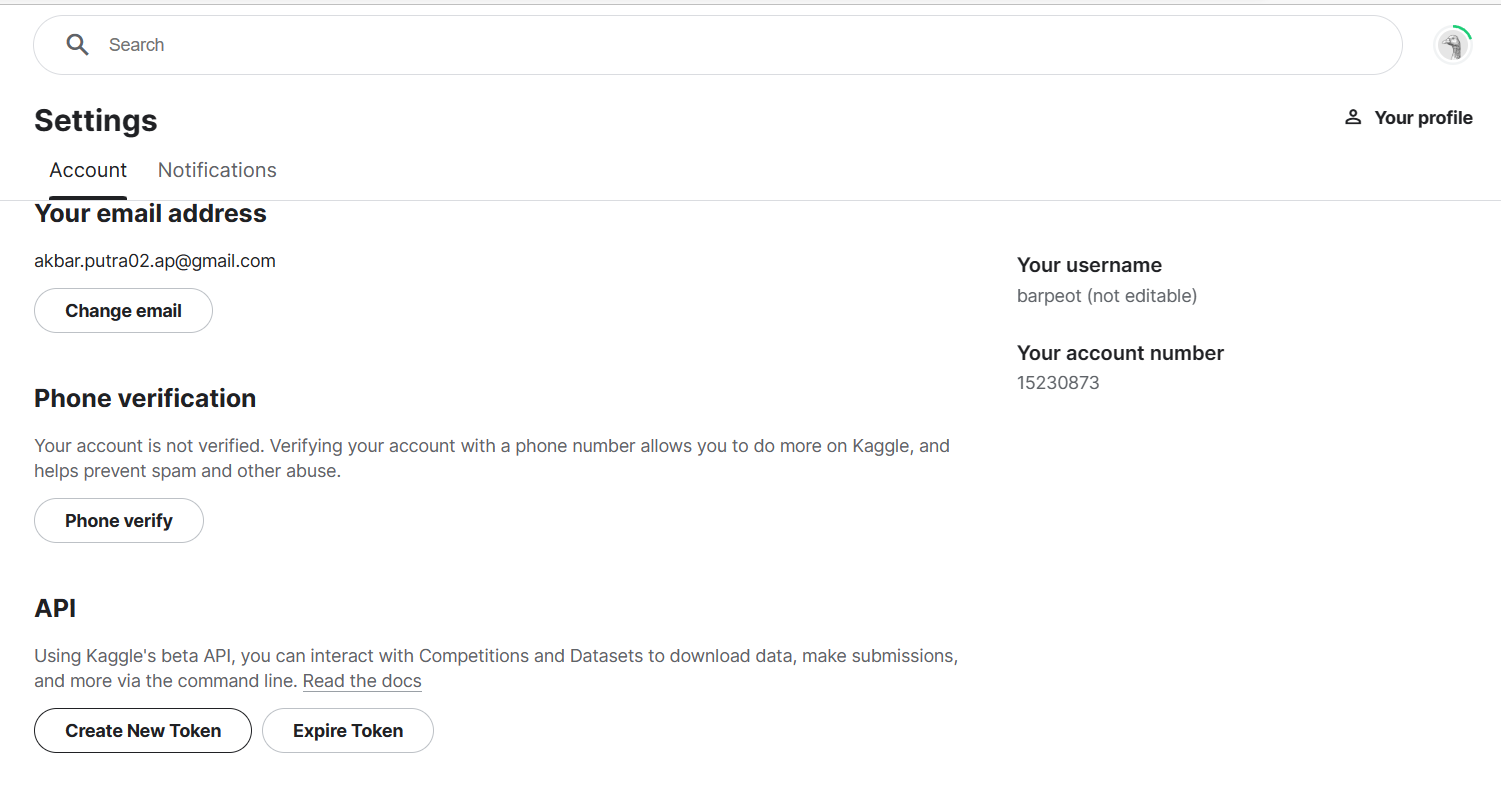 Search
Settings
Your profile
Account
Notifications
Your email address
akbar.putra02.ap@gmail.com
Change email
Your username
barpeot (not editable)
Your account number
15230873
Phone verification
Your account is not verified. Verifying your account with a phone number allows you to do more on Kaggle, and
helps prevent spam and other abuse.
Phone verify
API
Using Kaggle's beta API, you can interact with Competitions and Datasets to download data, make submissions,
and more via the command line. Read the docs
Create New Token
Expire Token